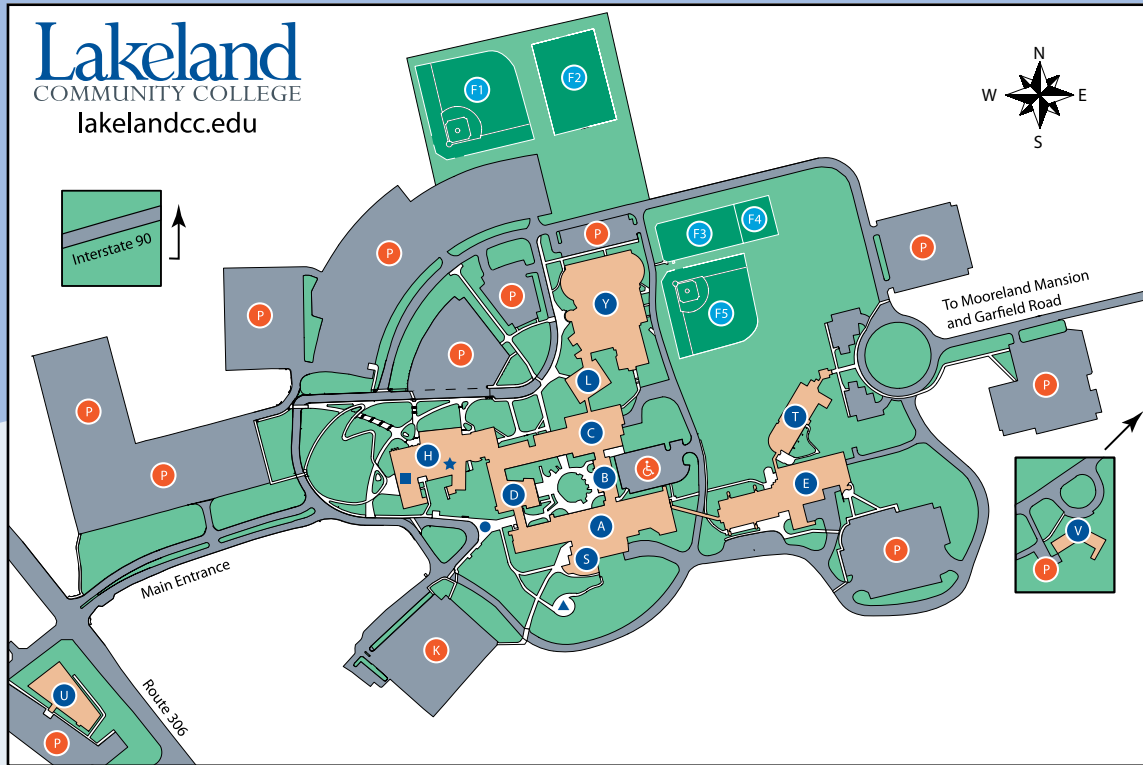 Lakeland
COMMUNITY COLLEGE
lakelandcc.edu
N
W
E
S
F1
F2
Interstate 90
P
F3
F4
P
P
P
Y
P
F5
To Mooreland Mansion
and Garfield Road
P
P
L
P
P
T
C
H
P
B
E
D
A
V
S
P
P
Main Entrance
K
U
Route 306
P